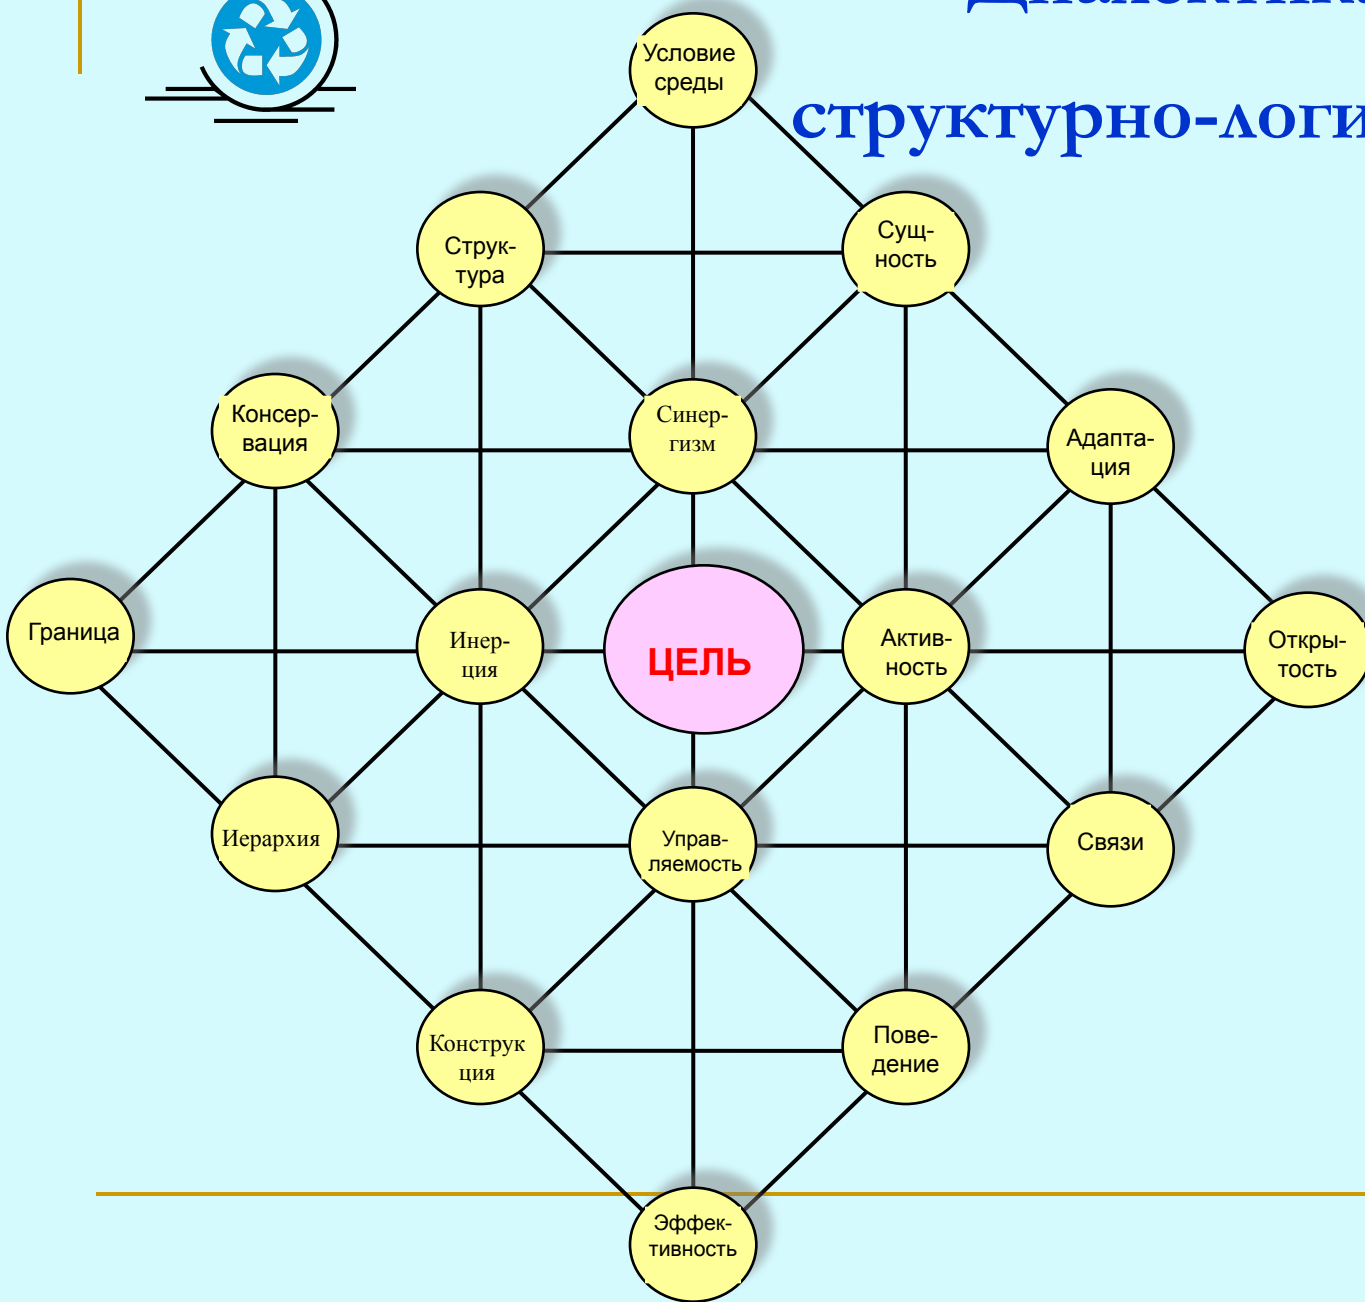 структурно-логи
Условие
среды
Струк-
тура
Сущ-
ность
Консер-
вация
Синер-
гизм
Адапта-
ция
Граница
Инер-
ция
ЦЕЛЬ
Актив-
ность
Откры-
тость
Иерархия
Управ-
ляемость
Связи
Конструк
ция
Пове-
дение
Эффек-
тивность